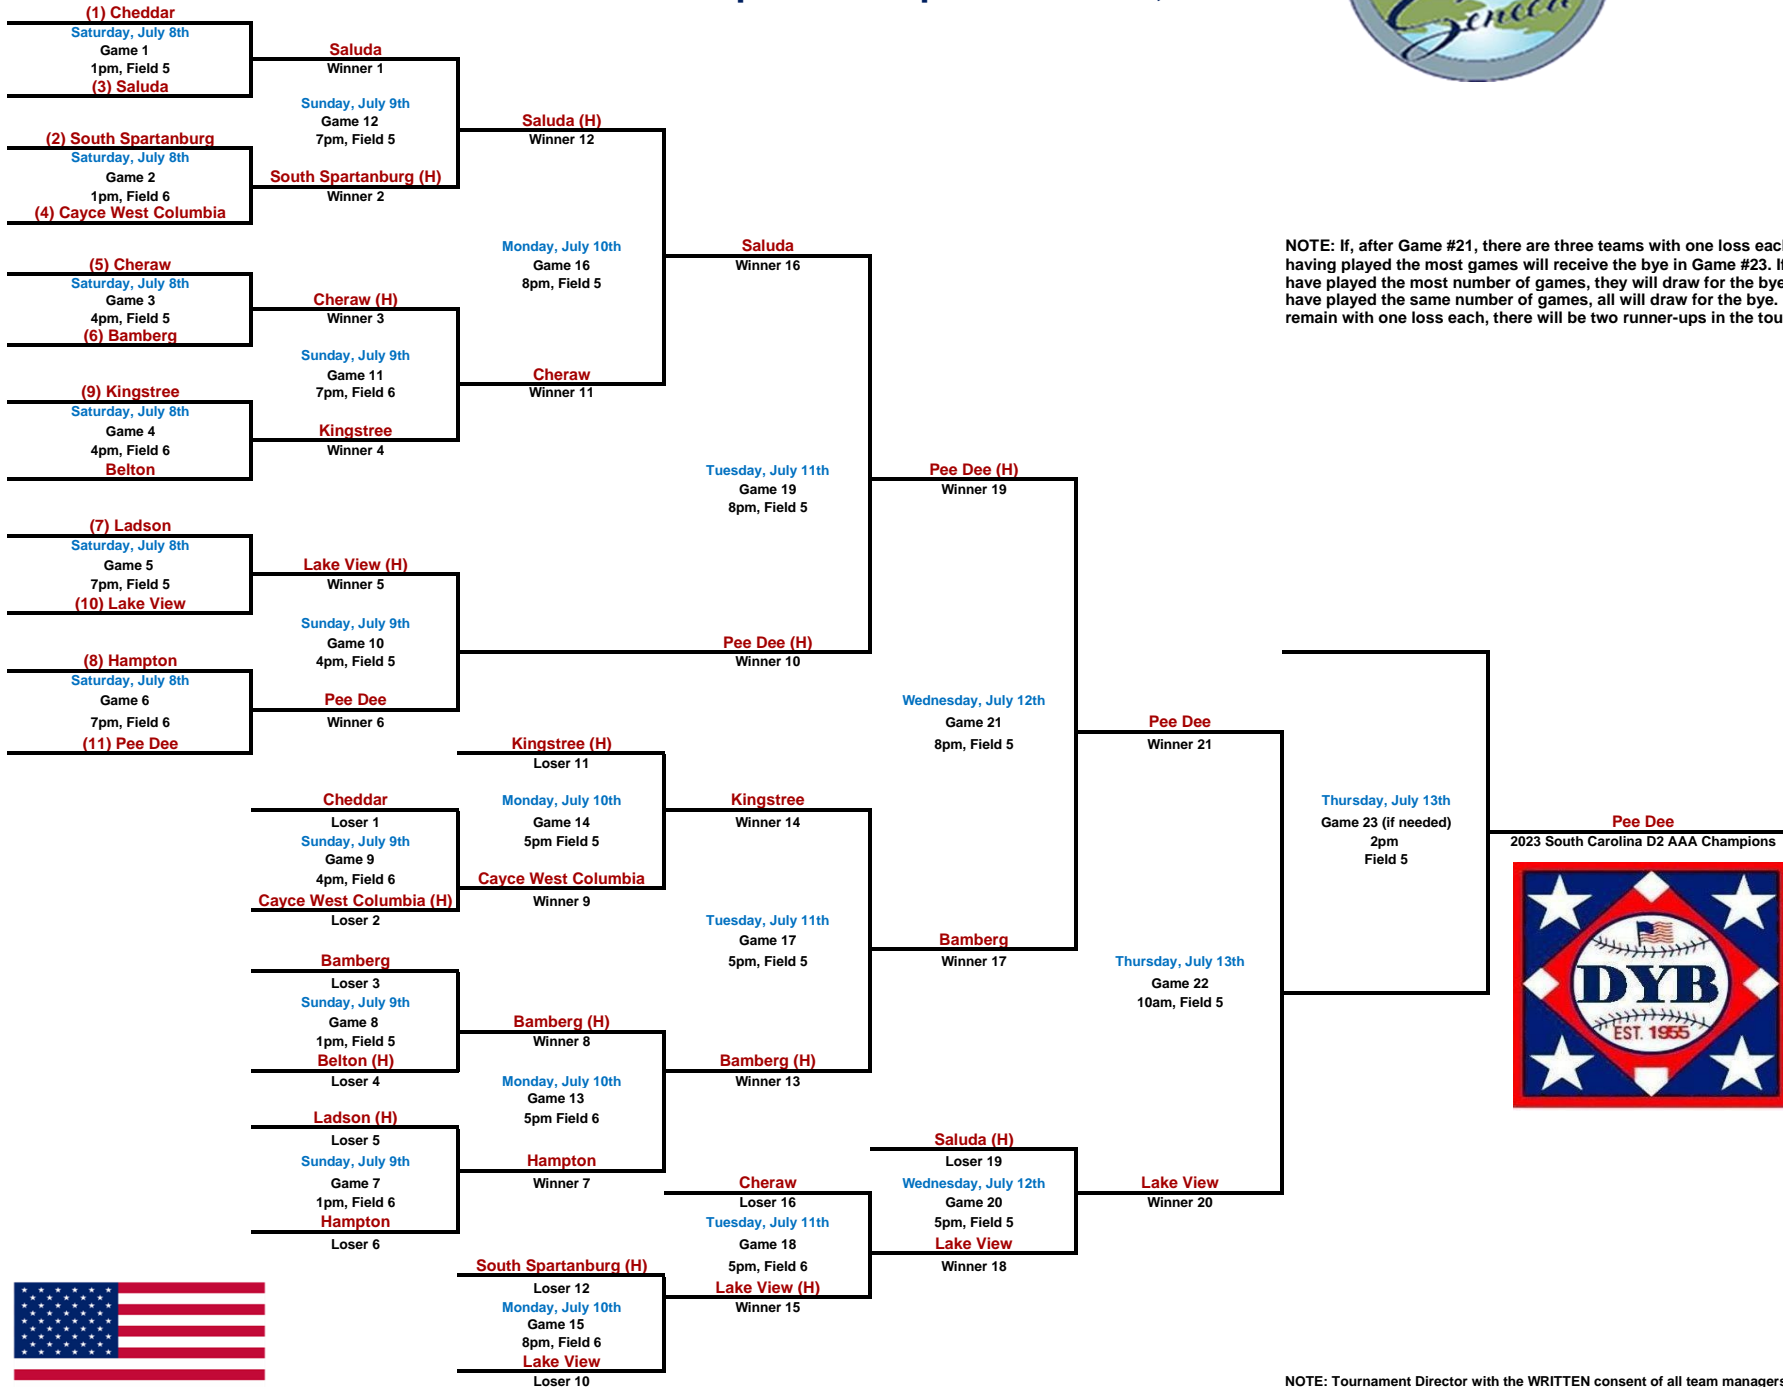 Seneca
(1) Cheddar
Saturday, July 8th
Game 1
1pm, Field 5
(3) Saluda
(2) South Spartanburg
Saturday, July 8th
Game 2
1pm, Field 6
(4) Cayce West Columbia
(5) Cheraw
Saturday, July 8th
Game 3
4pm, Field 5
(6) Bamberg
(9) Kingstree
Saturday, July 8th
Game 4
4pm, Field 6
Belton
(7) Ladson
Saturday, July 8th
Game 5
7pm, Field 5
(10) Lake View
(8) Hampton
Saturday, July 8th
Game 6
7pm, Field 6
(11) Pee Dee
Saluda
Winner 1
Sunday, July 9th
Game 12
7pm, Field 5
South Spartanburg (H)
Winner 2
Cheraw (H)
Winner 3
Sunday, July 9th
Game 11
7pm, Field 6
Kingstree
Winner 4
Lake View (H)
Winner 5
Sunday, July 9th
Game 10
4pm, Field 5
Pee Dee
Winner 6
Cheddar
Loser 1
Sunday, July 9th
Game 9
4pm, Field 6
Cayce West Columbia (H)
Loser 2
Bamberg
Loser 3
Sunday, July 9th
Game 8
1pm, Field 5
Belton (H)
Loser 4
Ladson (H)
Loser 5
Sunday, July 9th
Game 7
1pm, Field 6
Hampton
Loser 6
Saluda (H)
Winner 12
Monday, July 10th
Game 16
8pm, Field 5
Cheraw
Winner 11
Kingstree (H)
Loser 11
Monday, July 10th
Game 14
5pm Field 5
Cayce West Columbia
Winner 9
Bamberg (H)
Winner 8
Monday, July 10th
Game 13
5pm Field 6
Hampton
Winner 7
South Spartanburg (H)
Loser 12
Monday, July 10th
Game 15
8pm, Field 6
Lake View
Loser 10
Saluda
Winner 16
Tuesday, July 11th
Game 19
8pm, Field 5
Pee Dee (H)
Winner 10
Kingstree
Winner 14
Tuesday, July 11th
Game 17
5pm, Field 5
Bamberg (H)
Winner 13
Cheraw
Loser 16
Tuesday, July 11th
Game 18
5pm, Field 6
Lake View (H)
Winner 15
Pee Dee (H)
Winner 19
Wednesday, July 12th
Game 21
8pm, Field 5
Bamberg
Winner 17
Saluda (H)
Loser 19
Wednesday, July 12th
Game 20
5pm, Field 5
Lake View
Winner 18
Pee Dee
Winner 21
Thursday, July 13th
Game 22
10am, Field 5
Lake View
Winner 20
NOTE: If, after Game #21, there are three teams with one loss each
having played the most games will receive the bye in Game #23. If
have played the most number of games, they will draw for the bye
have played the same number of games, all will draw for the bye.
remain with one loss each, there will be two runner-ups in the tou
Thursday, July 13th
Game 23 (if needed)
2pm
Field 5
Pee Dee
2023 South Carolina D2 AAA Champions
DYB
EST. 1955
NOTE: Tournament Director with the WRITTEN consent of all team managers